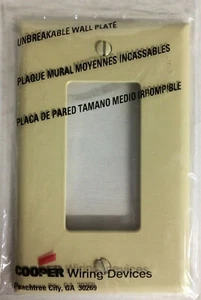 UNBREAKABLE WALL PLATE
PLAQUE MURAL MOYENNES INCASSABLES
PLACA DE PARED TAMANO MEDIO IRROMPIBLE
COOPER Wiring Devices
Peachtree City, GA 30269